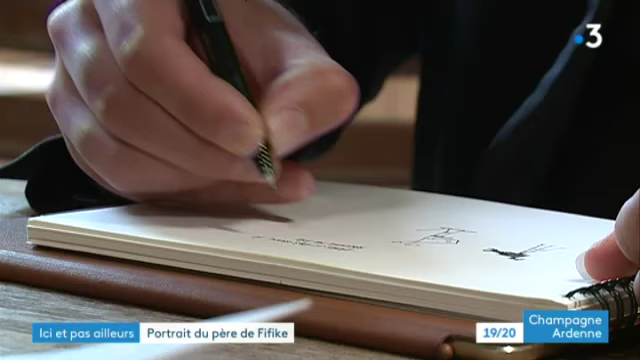 3
Ici et pas ailleurs
Portrait du père de Fifike
19/20
Champagne
Ardenne